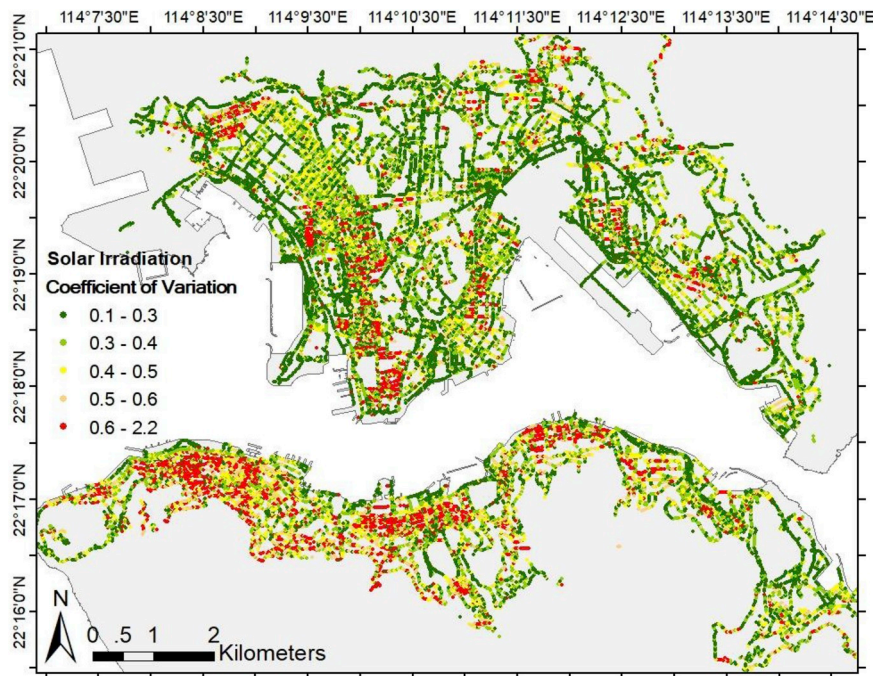 114°7'30"E 114°8'30"E 114°9'30"E 114°10'30"E 114°11'30"E 114°12'30"E 114°13'30"E 114°14'30"E
22°21'0"N
22°20'0"N
22°19'0"N
22°18'0"N
22°17'0"N
22°16'0"N
Solar Irradiation
Coefficient of Variation
0.1 - 0.3
0.3 - 0.4
0.4 - 0.5
0.5 - 0.6
0.6 - 2.2
N
0 .5 1 2
Kilometers